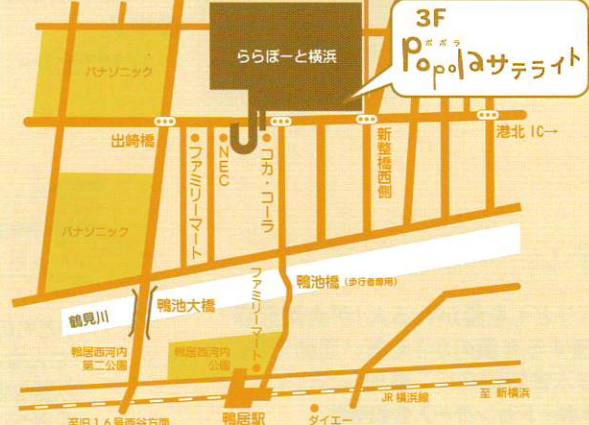 3F
ポポラ
Popolaサテライト
ららぽーと横浜
パナソニック
出崎橋
ファミリーマート
NEC
コカ・コーラ
新整橋西側
港北 IC→
パナソニック
鴨池橋(歩行者専用)
ファミリーマート
鴨池大橋
鶴見川
鴨居西河内
第二公園
鴨居西河内
公園
JR 横浜線
至 新横浜
至旧16号西谷方面
鴨居駅
ダイエー